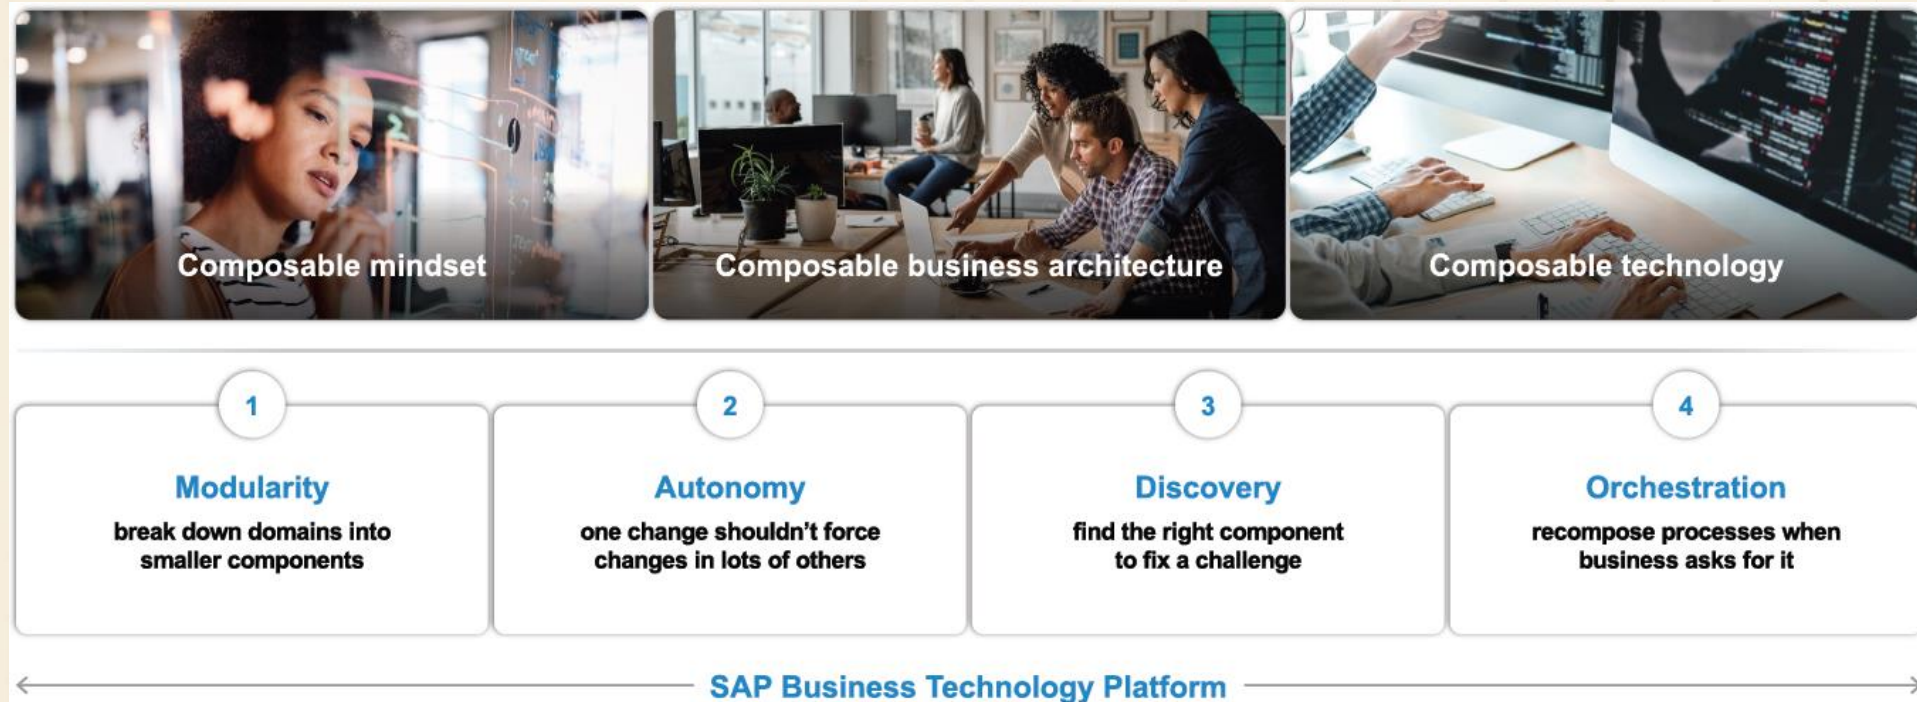 Composable mindset
Composable business architecture
Composable technology
1
Modularity
break down domains into
smaller components
2
Autonomy
one change shouldn't force
changes in lots of others
3
Discovery
find the right component
to fix a challenge
4
Orchestration
recompose processes when
business asks for it
SAP Business Technology Platform